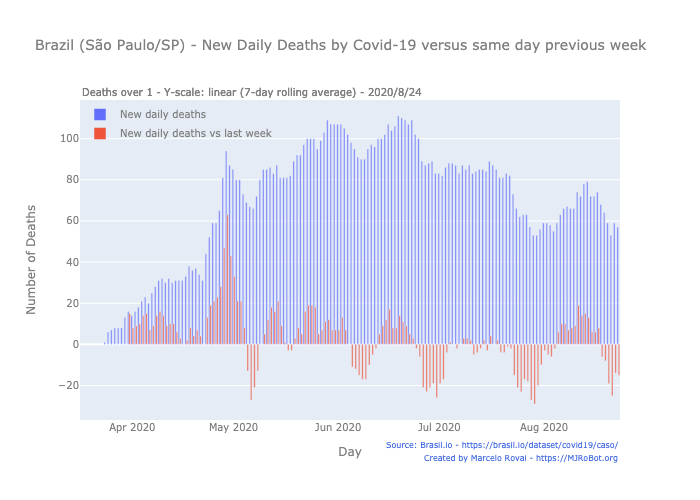 Brazil (São Paulo/SP) - New Daily Deaths by Covid-19 versus same day previous week
Deaths over 1 - Y-scale: linear (7-day rolling average) - 2020/8/24
New daily deaths
New daily deaths vs last week
100
80
60
40
20
0
−20
Number of Deaths
Apr 2020 May 2020 Jun 2020 Jul 2020 Aug 2020
Day
Source: Brasil.io - https://brasil.io/dataset/covid19/caso/
Created by Marcelo Rovai - https://MJRoBot.org